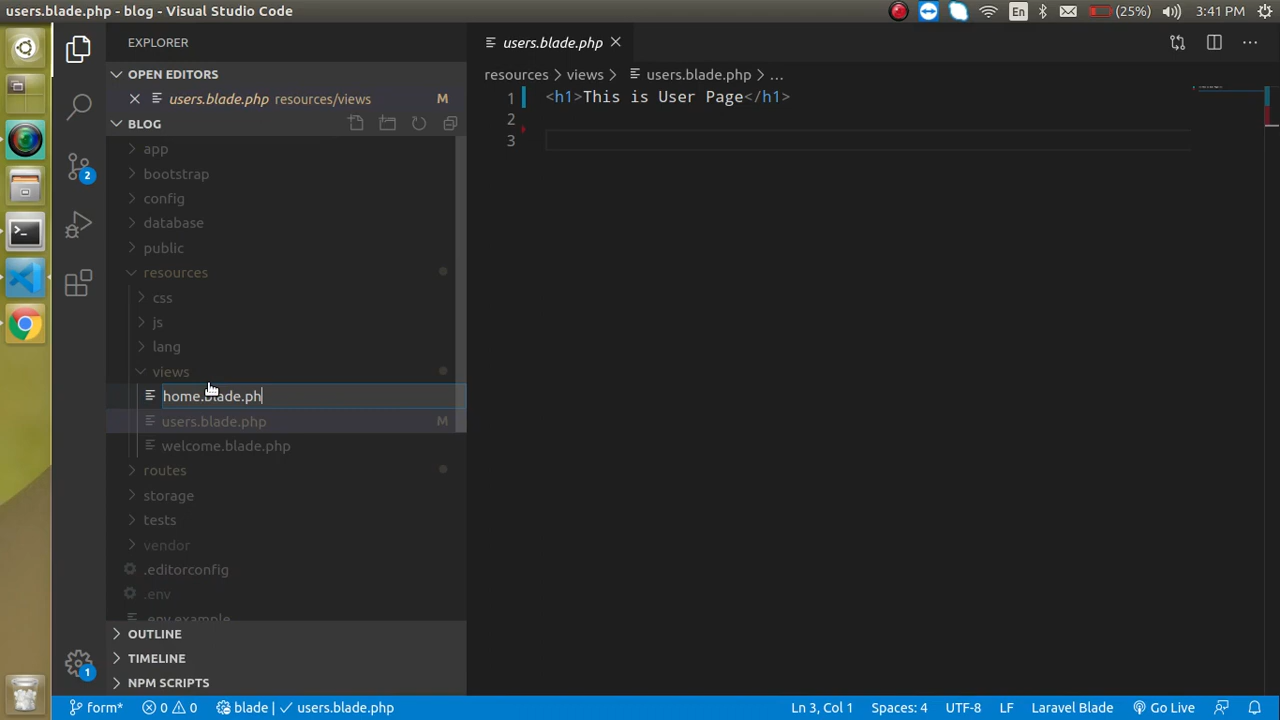 users.blade.php - blog - Visual Studio Code
En
(25%)
3:41 PM
EXPLORER
OPEN EDITORS
users.blade.php resources/views M
BLOG
app
bootstrap
config
database
public
resources
css
js
lang
views
home.blade.ph
users.blade.php M
welcome.blade.php
routes
storage
tests
vendor
.editorconfig
.env
.env.example
OUTLINE
TIMELINE
NPM SCRIPTS
2
1
users.blade.php
resources > views > users.blade.php > ...
1 <h1>This is User Page</h1>
2
3
form* 0 0 blade | ✓ users.blade.php Ln 3, Col 1 Spaces: 4 UTF-8 LF Laravel Blade Go Live